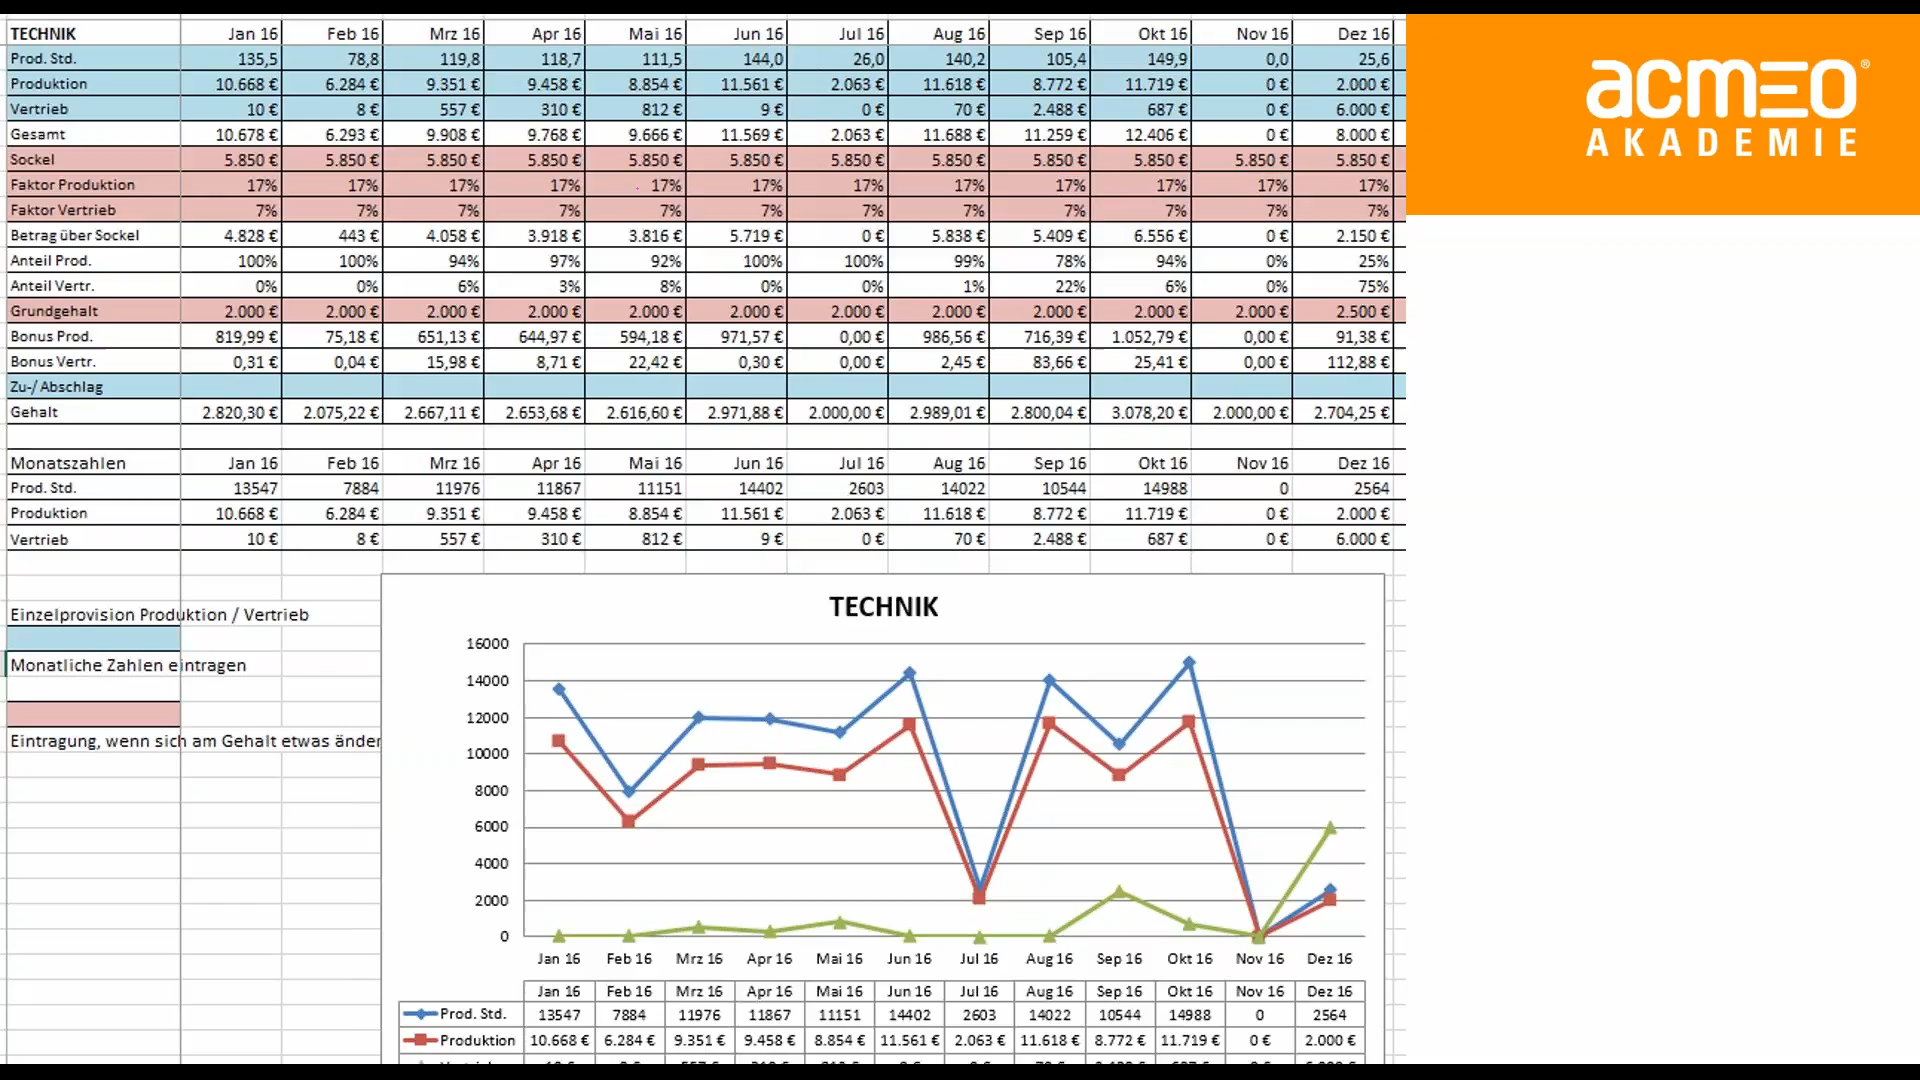 TECHNIK Jan 16 Feb 16 Mrz 16 Apr 16 Mai 16 Jun 16 Jul 16 Aug 16 Sep 16 Okt 16 Nov 16 Dez 16
Prod. Std. 135,5 78,8 119,8 118,7 111,5 144,0 26,0 140,2 105,4 149,9 0,0 25,6
Produktion 10.668 € 6.284 € 9.351 € 9.458 € 8.854 € 11.561 € 2.063 € 11.618 € 8.772 € 11.719 € 0 € 2.000 €
Vertrieb 10 € 8 € 557 € 310 € 812 € 9 € 0 € 70 € 2.488 € 687 € 0 € 6.000 €
Gesamt 10.678 € 6.293 € 9.908 € 9.768 € 9.666 € 11.569 € 2.063 € 11.688 € 11.259 € 12.406 € 0 € 8.000 €
Sockel 5.850 € 5.850 € 5.850 € 5.850 € 5.850 € 5.850 € 5.850 € 5.850 € 5.850 € 5.850 € 5.850 € 5.850 €
Faktor Produktion 17% 17% 17% 17% 17% 17% 17% 17% 17% 17% 17% 17%
Faktor Vertrieb 7% 7% 7% 7% 7% 7% 7% 7% 7% 7% 7% 7%
Betrag über Sockel 4.828 € 443 € 4.058 € 3.918 € 3.816 € 5.719 € 0 € 5.838 € 5.409 € 6.556 € 0 € 2.150 €
Anteil Prod. 100% 100% 94% 97% 92% 100% 100% 99% 78% 94% 0% 25%
Anteil Vertr. 0% 0% 6% 3% 8% 0% 0% 1% 22% 6% 0% 75%
Grundgehalt 2.000 € 2.000 € 2.000 € 2.000 € 2.000 € 2.000 € 2.000 € 2.000 € 2.000 € 2.000 € 2.000 € 2.500 €
Bonus Prod. 819,99 € 75,18 € 651,13 € 644,97 € 594,18 € 971,57 € 0,00 € 986,56 € 716,39 € 1.052,79 € 0,00 € 91,38 €
Bonus Vertr. 0,31 € 0,04 € 15,98 € 8,71 € 22,42 € 0,30 € 0,00 € 2,45 € 83,66 € 25,41 € 0,00 € 112,88 €
Zu-/ Abschlag
Gehalt 2.820,30 € 2.075,22 € 2.667,11 € 2.653,68 € 2.616,60 € 2.971,88 € 2.000,00 € 2.989,01 € 2.800,04 € 3.078,20 € 2.000,00 € 2.704,25 €
Monatszahlen Jan 16 Feb 16 Mrz 16 Apr 16 Mai 16 Jun 16 Jul 16 Aug 16 Sep 16 Okt 16 Nov 16 Dez 16
Prod. Std. 13547 7884 11976 11867 11151 14402 2603 14022 10544 14988 0 2564
Produktion 10.668 € 6.284 € 9.351 € 9.458 € 8.854 € 11.561 € 2.063 € 11.618 € 8.772 € 11.719 € 0 € 2.000 €
Vertrieb 10 € 8 € 557 € 310 € 812 € 9 € 0 € 70 € 2.488 € 687 € 0 € 6.000 €
Einzelprovision Produktion / Vertrieb
Monatliche Zahlen eintragen
Eintragung, wenn sich am Gehalt etwas änder
TECHNIK
16000
14000
12000
10000
8000
6000
4000
2000
0
Jan 16 Feb 16 Mrz 16 Apr 16 Mai 16 Jun 16 Jul 16 Aug 16 Sep 16 Okt 16 Nov 16 Dez 16
Jan 16 Feb 16 Mrz 16 Apr 16 Mai 16 Jun 16 Jul 16 Aug 16 Sep 16 Okt 16 Nov 16 Dez 16
Prod. Std. 13547 7884 11976 11867 11151 14402 2603 14022 10544 14988 0 2564
Produktion 10.668 € 6.284 € 9.351 € 9.458 € 8.854 € 11.561 € 2.063 € 11.618 € 8.772 € 11.719 € 0 € 2.000 €
acmeo®
AKADEMIE